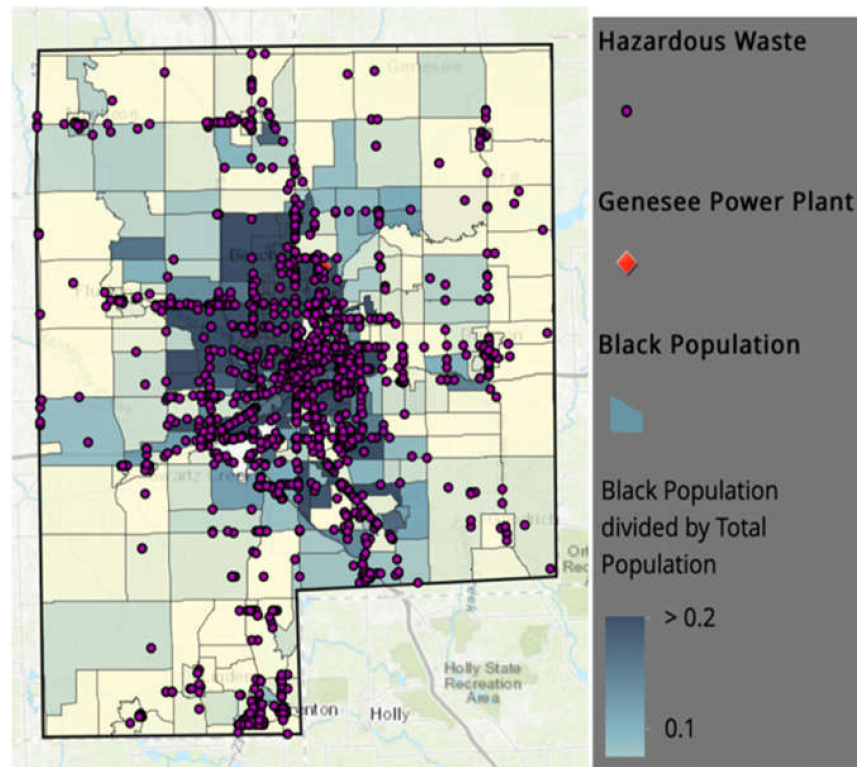 Genesee
Holly State
Recreation
Area
Holly
Hazardous Waste
Genesee Power Plant
Black Population
Black Population
divided by Total
Population
> 0.2
0.1